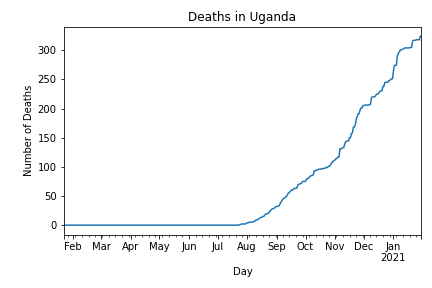 Deaths in Uganda
Number of Deaths
300
250
200
150
100
50
0
Feb Mar Apr May Jun Jul Aug Sep Oct Nov Dec Jan
2021
Day